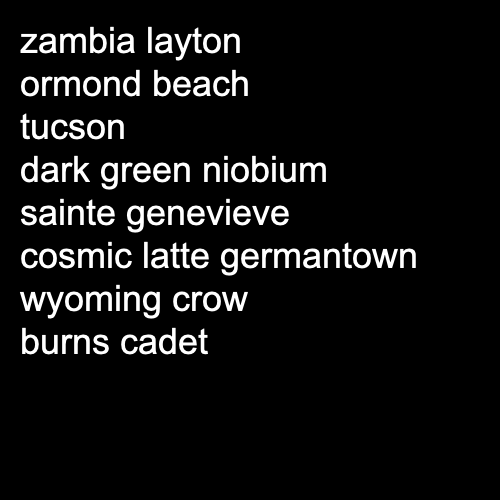 zambia layton
ormond beach
tucson
dark green niobium
sainte genevieve
cosmic latte germantown
wyoming crow
burns cadet